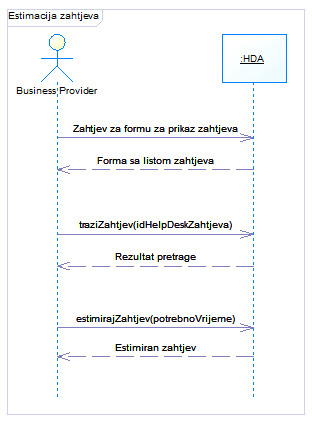 Estimacija zahtjeva
:HDA
Business Provider
Zahtjev za formu za prikaz zahtjeva
Forma sa listom zahtjeva
traziZahtjev(idHelpDeskZahtjeva)
Rezultat pretrage
estimirajZahtjev(potrebnoVrijeme)
Estimiran zahtjev